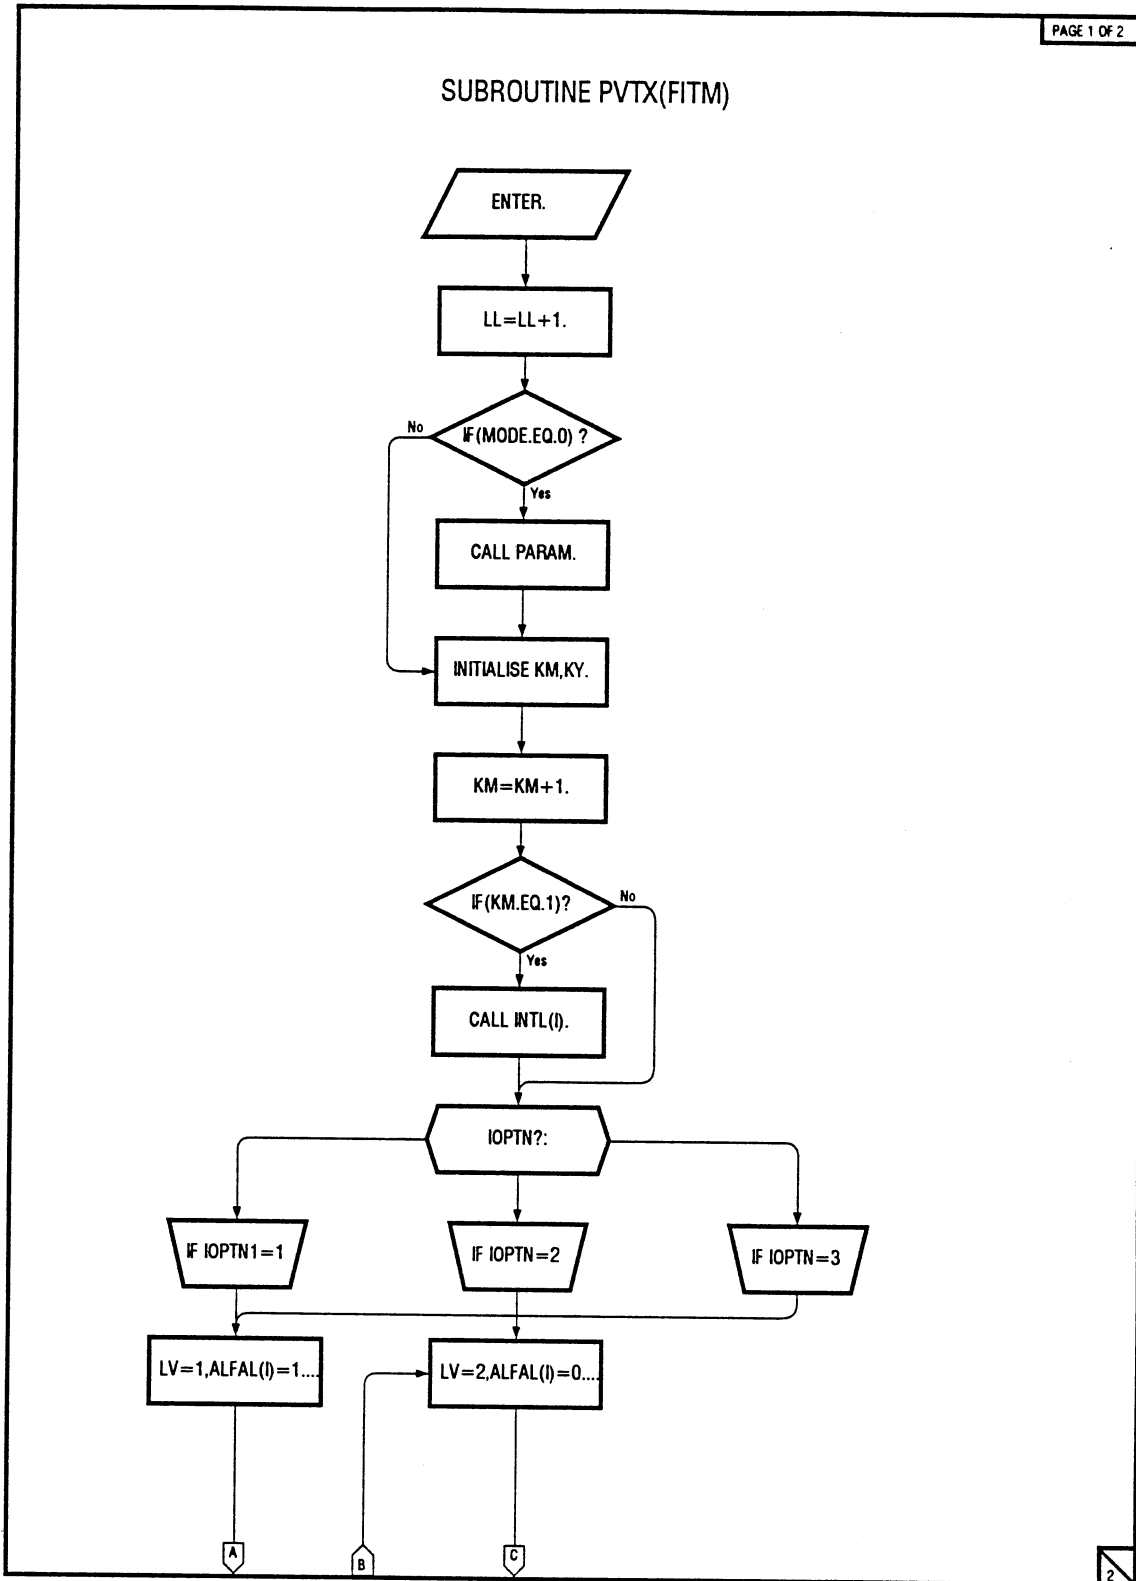 PAGE 1 OF 2
SUBROUTINE PVTX(FITM)
ENTER.
LL=LL+1.
IF(MODE.EQ.0) ?
No
Yes
CALL PARAM.
INITIALISE KM,KY.
KM=KM+1.
IF(KM.EQ.1)?
No
Yes
CALL INTL(I).
IOPTN?:
IF IOPTN1=1
IF IOPTN=2
IF IOPTN=3
LV=1,ALFAL(I)=1....
LV=2,ALFAL(I)=0....
A
B
C
2